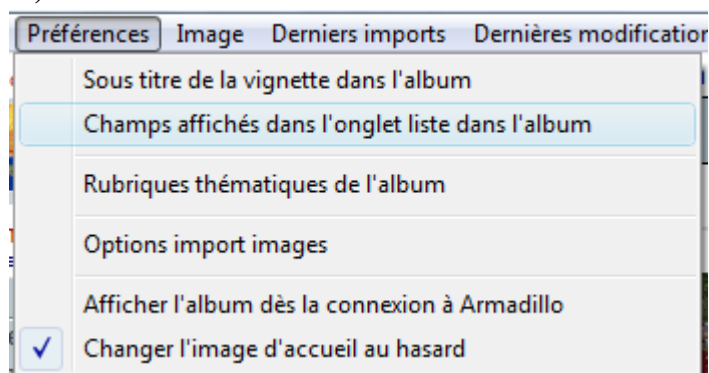 Préférences Image Derniers imports Dernières modification
Sous titre de la vignette dans l'album
Champs affichés dans l'onglet liste dans l'album
Rubriques thématiques de l'album
Options import images
Afficher l'album dès la connexion à Armadillo
Changer l'image d'accueil au hasard